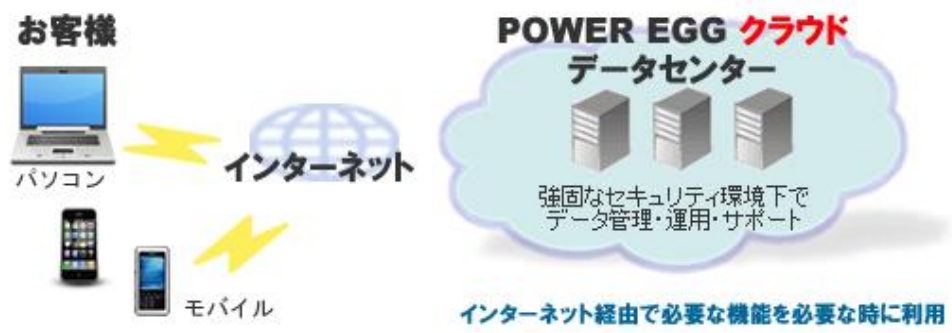 お客様
パソコン
モバイル
インターネット
POWER EGG クラウド
データセンター
強固なセキュリティ環境下で
データ管理・運用・サポート
インターネット経由で必要な機能を必要な時に利用